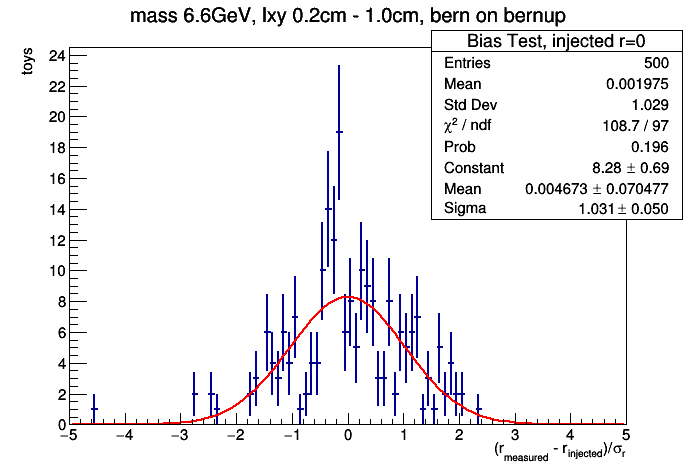 mass 6.6GeV, lxy 0.2cm - 1.0cm, bern on bernup
Bias Test, injected r=0
Entries 500
Mean 0.001975
Std Dev 1.029
χ² / ndf 108.7 / 97
Prob 0.196
Constant 8.28 ± 0.69
Mean 0.004673 ± 0.070477
Sigma 1.031 ± 0.050
toys
24
22
20
18
16
14
12
10
8
6
4
2
0
−5 −4 −3 −2 −1 0 1 2 3 4 5
(r_measured - r_injected)/σ_r